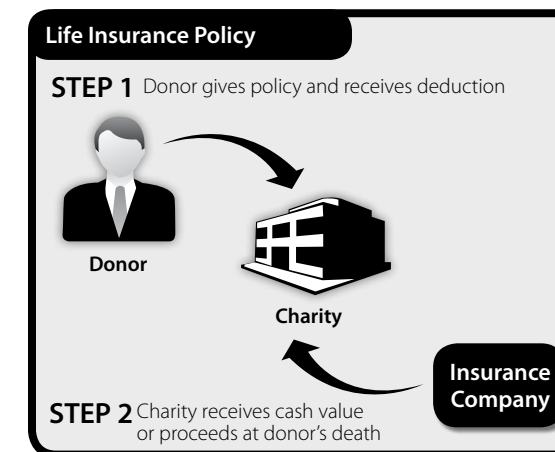 Life Insurance Policy
STEP 1 Donor gives policy and receives deduction
Donor
Charity
Insurance
Company
STEP 2 Charity receives cash value
or proceeds at donor's death